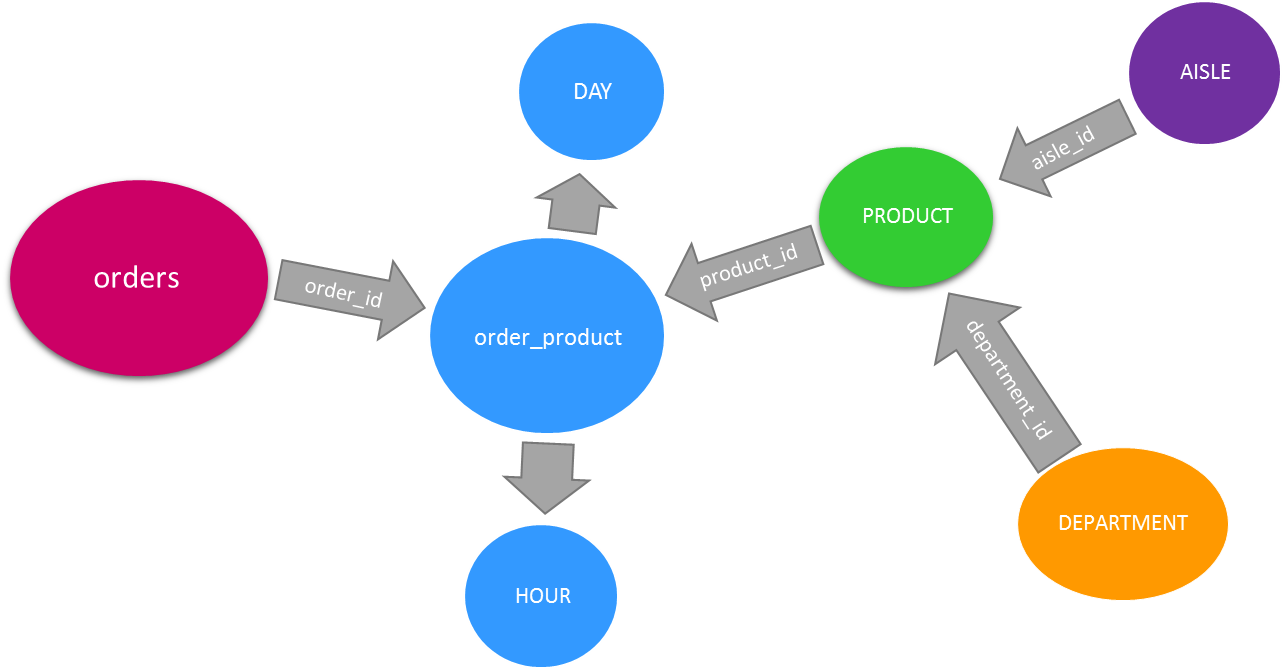 DAY
AISLE
aisle_id
PRODUCT
product_id
orders
order_id
order_product
department_id
DEPARTMENT
HOUR